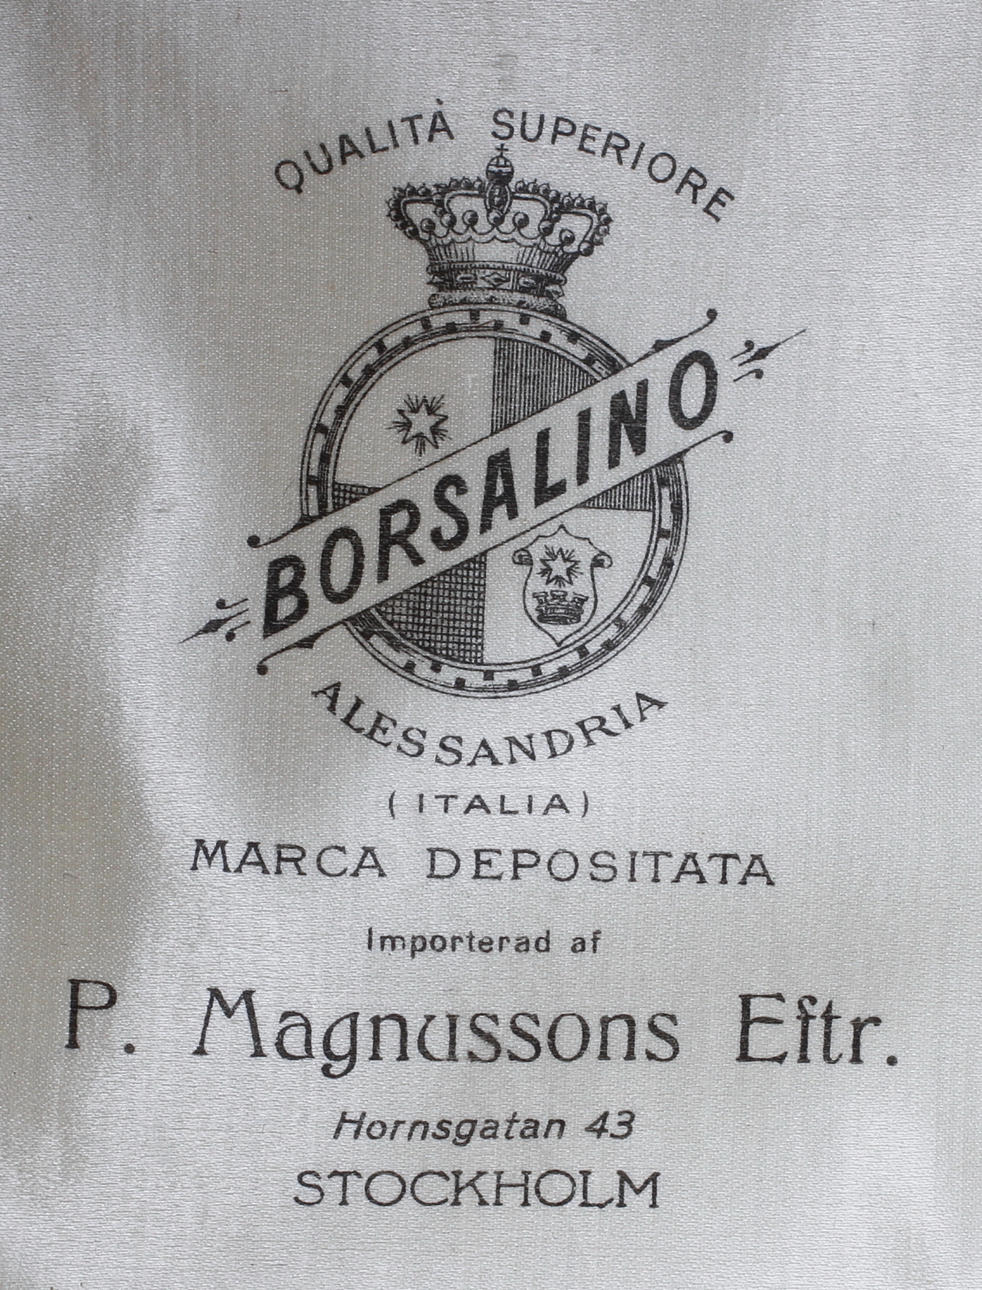 QUALITÀ SUPERIORE
BORSALINO
ALESSANDRIA
(ITALIA)
MARCA DEPOSITATA
Importerad af
P. Magnussons Eftr.
Hornsgatan 43
STOCKHOLM